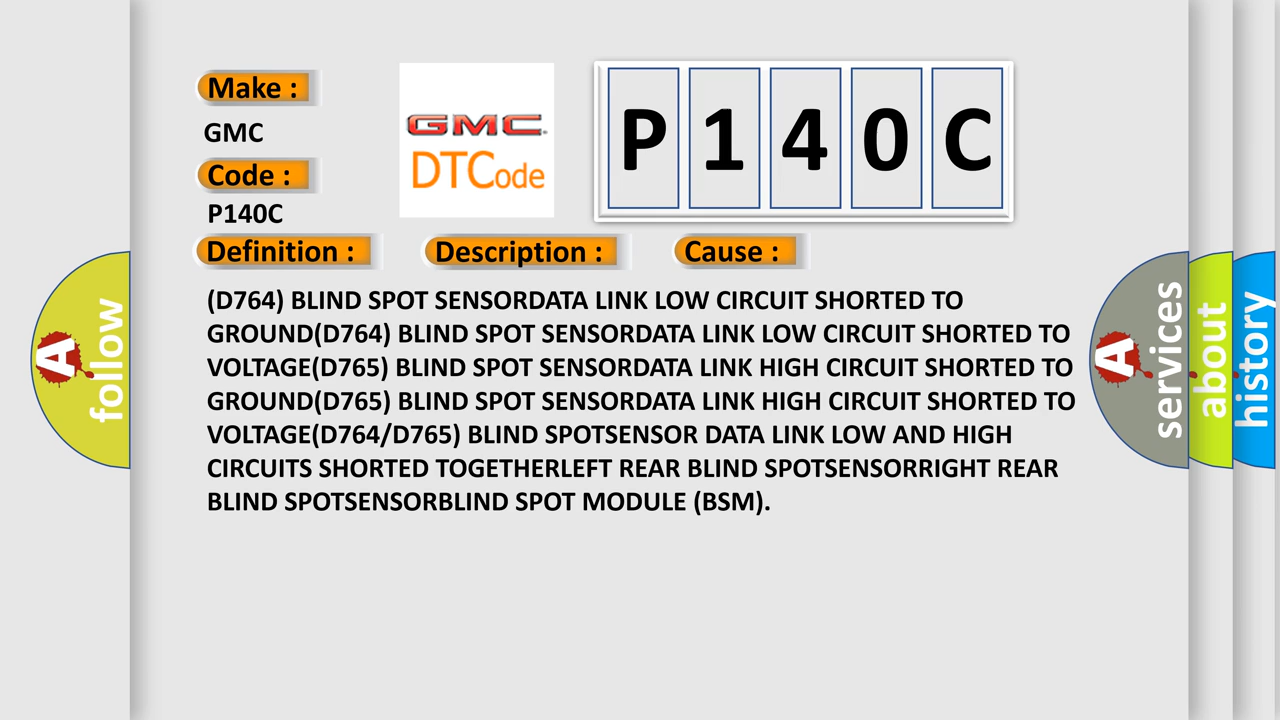 Make :
GMC
Code :
P140C
GMC
DTCode
P 1 4 0 C
Definition :
Description :
Cause :
(D764) BLIND SPOT SENSORDATA LINK LOW CIRCUIT SHORTED TO
GROUND(D764) BLIND SPOT SENSORDATA LINK LOW CIRCUIT SHORTED TO
VOLTAGE(D765) BLIND SPOT SENSORDATA LINK HIGH CIRCUIT SHORTED TO
GROUND(D765) BLIND SPOT SENSORDATA LINK HIGH CIRCUIT SHORTED TO
VOLTAGE(D764/D765) BLIND SPOTSENSOR DATA LINK LOW AND HIGH
CIRCUITS SHORTED TOGETHERLEFT REAR BLIND SPOTSENSORRIGHT REAR
BLIND SPOTSENSORBLIND SPOT MODULE (BSM).
A
follow
A
services
about
history